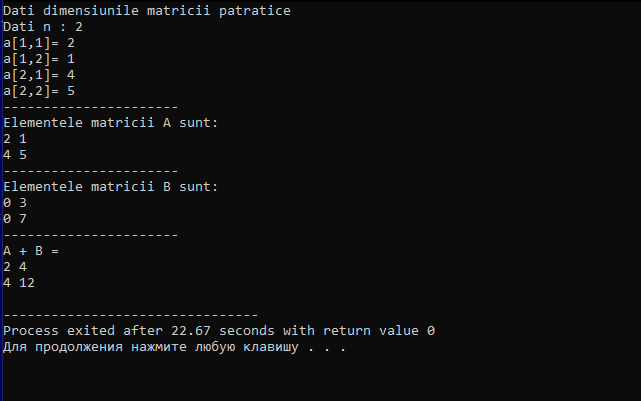 Dati dimensiunile matricii patratice
Dati n : 2
a[1,1]= 2
a[1,2]= 1
a[2,1]= 4
a[2,2]= 5
----------------------
Elementele matricii A sunt:
2 1
4 5
----------------------
Elementele matricii B sunt:
0 3
0 7
----------------------
A + B =
2 4
4 12
--------------------------------
Process exited after 22.67 seconds with return value 0
Для продолжения нажмите любую клавишу . . .